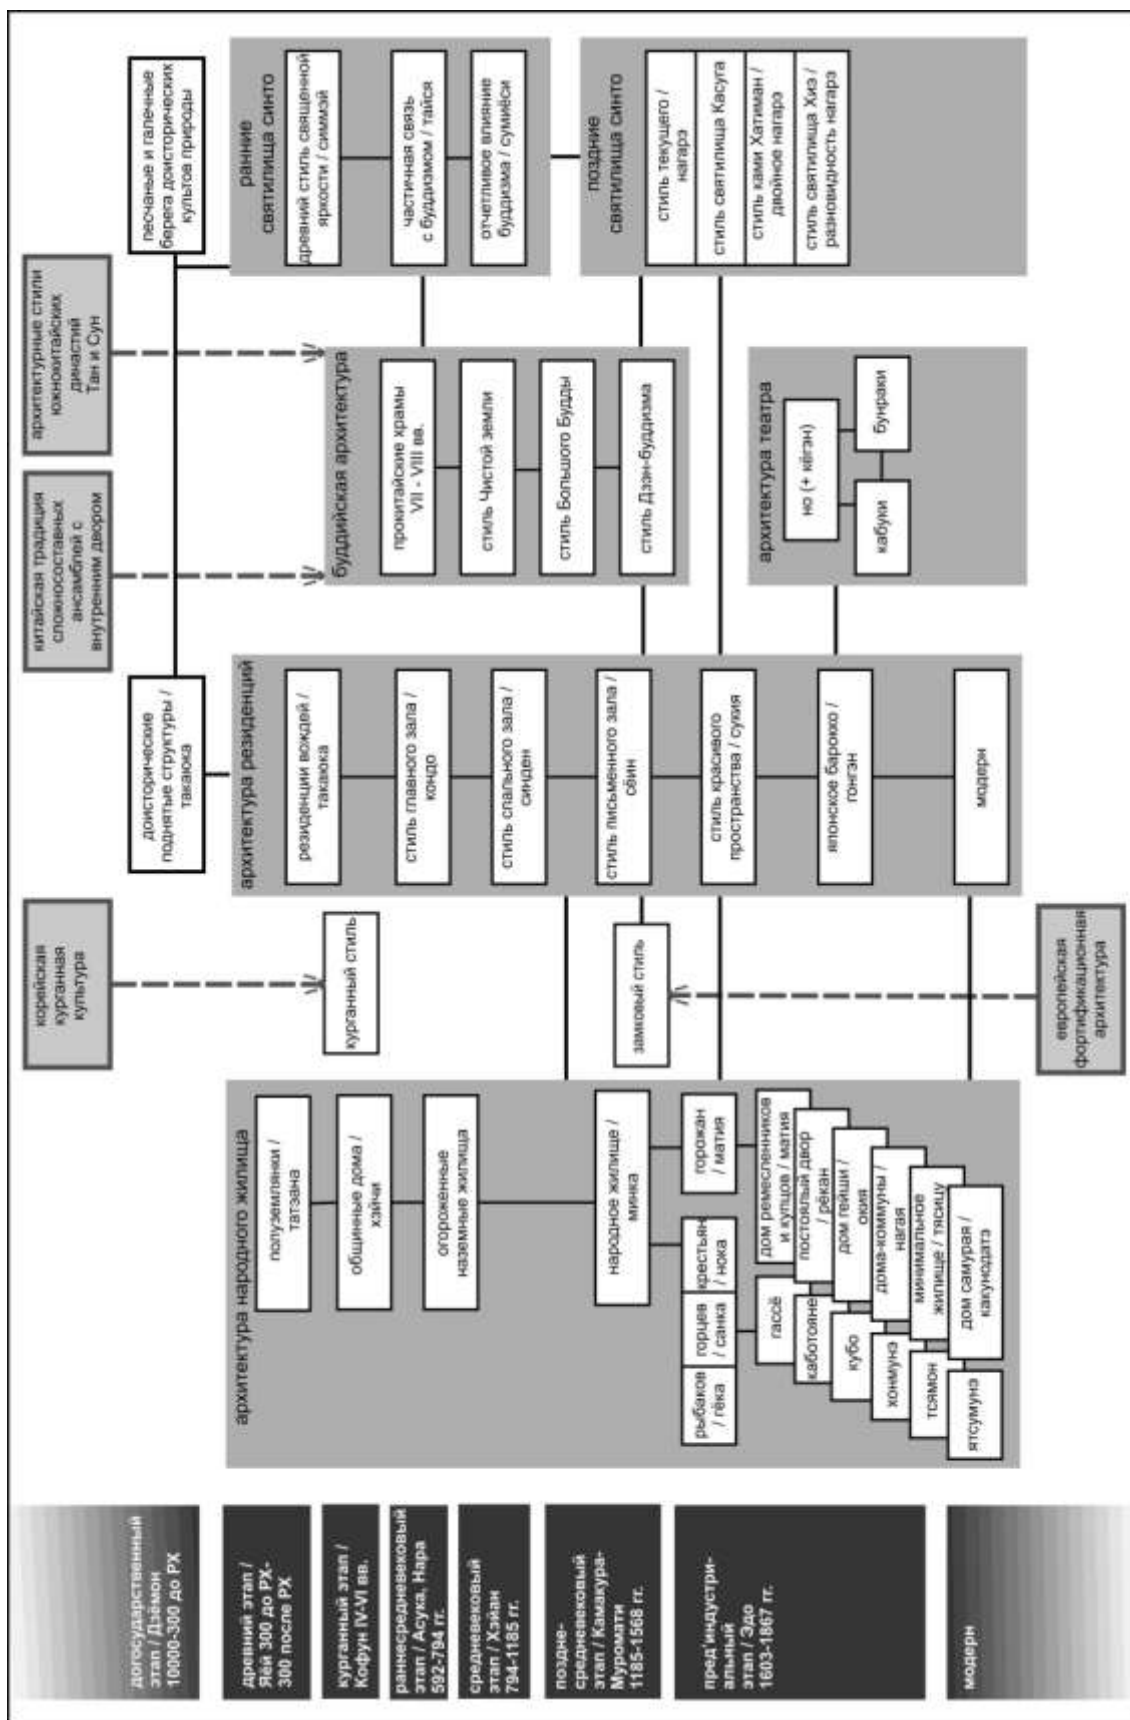 догосударственный
этап / Дзёмон
10000-300 до РХ
древний этап /
Яёй 300 до РХ-
300 после РХ
курганный этап /
Кофун IV-VI вв.
раннесредневековый
этап / Асука, Нара
592-794 гг.
средневековый
этап / Хэйан
794-1185 гг.
поздне-
средневековый
этап / Камакура-
Муромати
1185-1568 гг.
пред'индустри-
альный
этап / Эдо
1603-1867 гг.
модерн
корейская
курганная
культура
китайская традиция
сложносоставных
ансамблей с
внутренним двором
архитектурные стили
южнокитайских
династий
Тан и Сун
доисторические
поднятые структуры /
такаюка
песчаные и галечные
берега доисторических
культов природы
архитектура народного жилища
полуземлянки /
татэана
общинные дома /
хэйчи
огороженные
наземные жилища
народное жилище /
минка
рыбаков
/ гёка
горцев
/ санка
крестьян
/ нока
горожан
/ матия
гассё
каботояне
кубо
хонмунэ
тсямон
ятсумунэ
дом ремесленников
и купцов / матия
постоялый двор
/ рёкан
дом гейши /
окия
дома-коммуны /
нагая
минимальное
жилище / тясицу
дом самурая /
какунодатэ
курганный стиль
замковый стиль
европейская
фортификационная
архитектура
архитектура резиденций
резиденции вождей /
такаюка
стиль главного зала /
кондо
стиль спального зала /
синден
стиль письменного зала /
сёин
стиль красивого
пространства / сукия
японское барокко /
гонгэн
модерн
буддийская архитектура
прокитайские храмы
VII - VIII вв.
стиль Чистой земли
стиль Большого Будды
стиль Дзэн-буддизма
архитектура театра
но (+ кёгэн)
кабуки
бунраки
ранние
святилища синто
древний стиль священной
яркости / симмэй
частичная связь
с буддизмом / тайся
отчетливое влияние
буддизма / сумиёси
поздние
святилища синто
стиль текущего /
нагарэ
стиль святилища Касуга
стиль ками Хатиман /
двойное нагарэ
стиль святилища Хиэ /
разновидность нагарэ